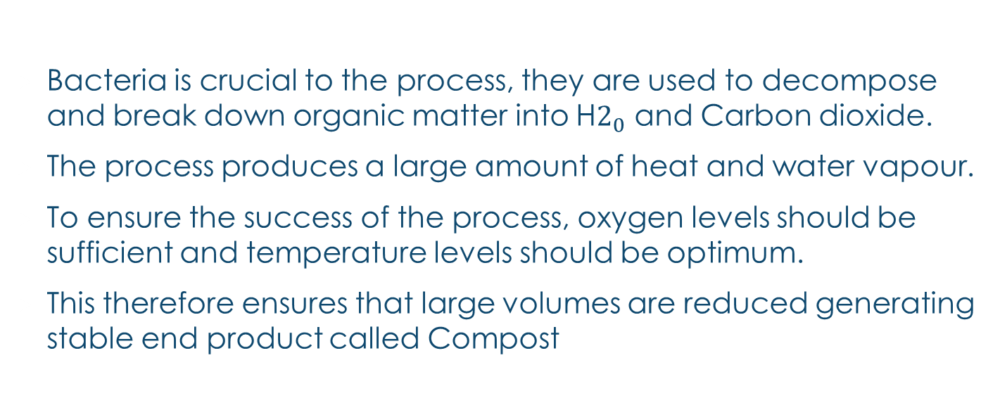 Bacteria is crucial to the process, they are used to decompose
and break down organic matter into H2₀ and Carbon dioxide.
The process produces a large amount of heat and water vapour.
To ensure the success of the process, oxygen levels should be
sufficient and temperature levels should be optimum.
This therefore ensures that large volumes are reduced generating
stable end product called Compost